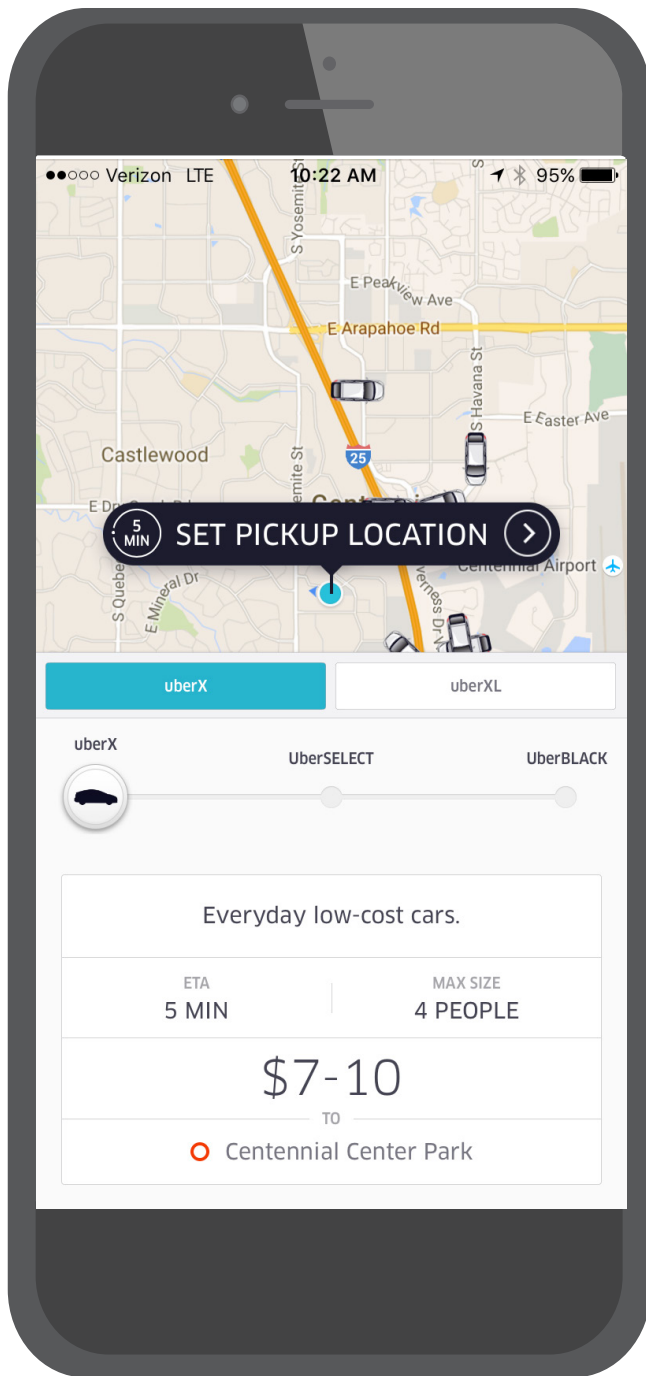 Verizon LTE 10:22 AM 95%
S Yosemite St
E Peakview Ave
E Arapahoe Rd
S Havana St
E Easter Ave
Castlewood
25
5 MIN
SET PICKUP LOCATION
Centennial Airport
S Quebe
E Mineral Dr
uberX uberXL
uberX UberSELECT UberBLACK
Everyday low-cost cars.
ETA MAX SIZE
5 MIN 4 PEOPLE
$7-10
TO
Centennial Center Park